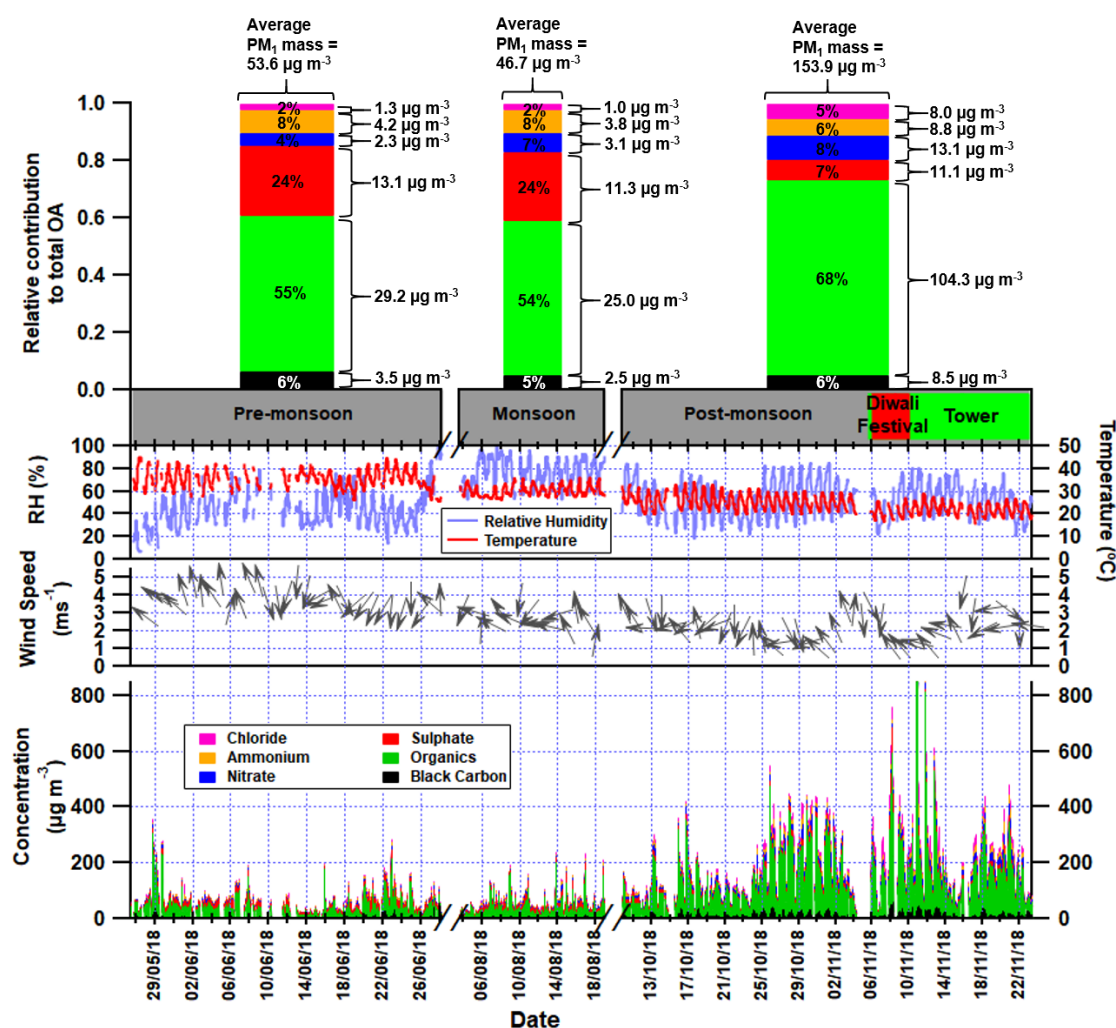 Average
PM1 mass =
53.6 µg m-3
Average
PM1 mass =
46.7 µg m-3
Average
PM1 mass =
153.9 µg m-3
Relative contribution
to total OA
1.0
0.8
0.6
0.4
0.2
0.0
2%
8%
4%
24%
55%
6%
1.3 µg m-3
4.2 µg m-3
2.3 µg m-3
13.1 µg m-3
29.2 µg m-3
3.5 µg m-3
2%
8%
7%
24%
54%
5%
1.0 µg m-3
3.8 µg m-3
3.1 µg m-3
11.3 µg m-3
25.0 µg m-3
2.5 µg m-3
5%
6%
8%
7%
68%
6%
8.0 µg m-3
8.8 µg m-3
13.1 µg m-3
11.1 µg m-3
104.3 µg m-3
8.5 µg m-3
Pre-monsoon
Monsoon
Post-monsoon
Diwali
Festival
Tower
RH (%)
100
80
60
40
20
0
Relative Humidity
Temperature
50
40
30
20
10
0
Temperature (ºC)
Wind Speed
(ms-1)
5
4
3
2
1
0
5
4
3
2
1
0
Concentration
(µg m-3)
800
600
400
200
0
Chloride
Ammonium
Nitrate
Sulphate
Organics
Black Carbon
800
600
400
200
0
29/05/18
02/06/18
06/06/18
10/06/18
14/06/18
18/06/18
22/06/18
26/06/18
06/08/18
10/08/18
14/08/18
18/08/18
13/10/18
17/10/18
21/10/18
25/10/18
29/10/18
02/11/18
06/11/18
10/11/18
14/11/18
18/11/18
22/11/18
Date